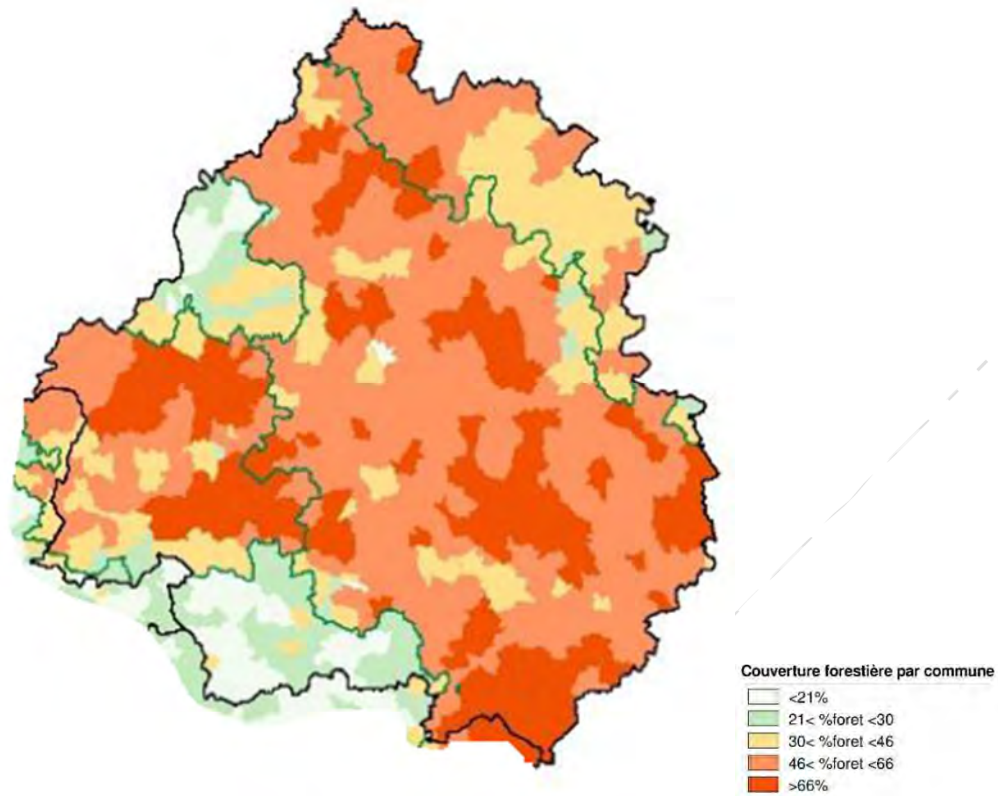 Couverture forestière par commune
<21%
21< %foret <30
30< %foret <46
46< %foret <66
>66%